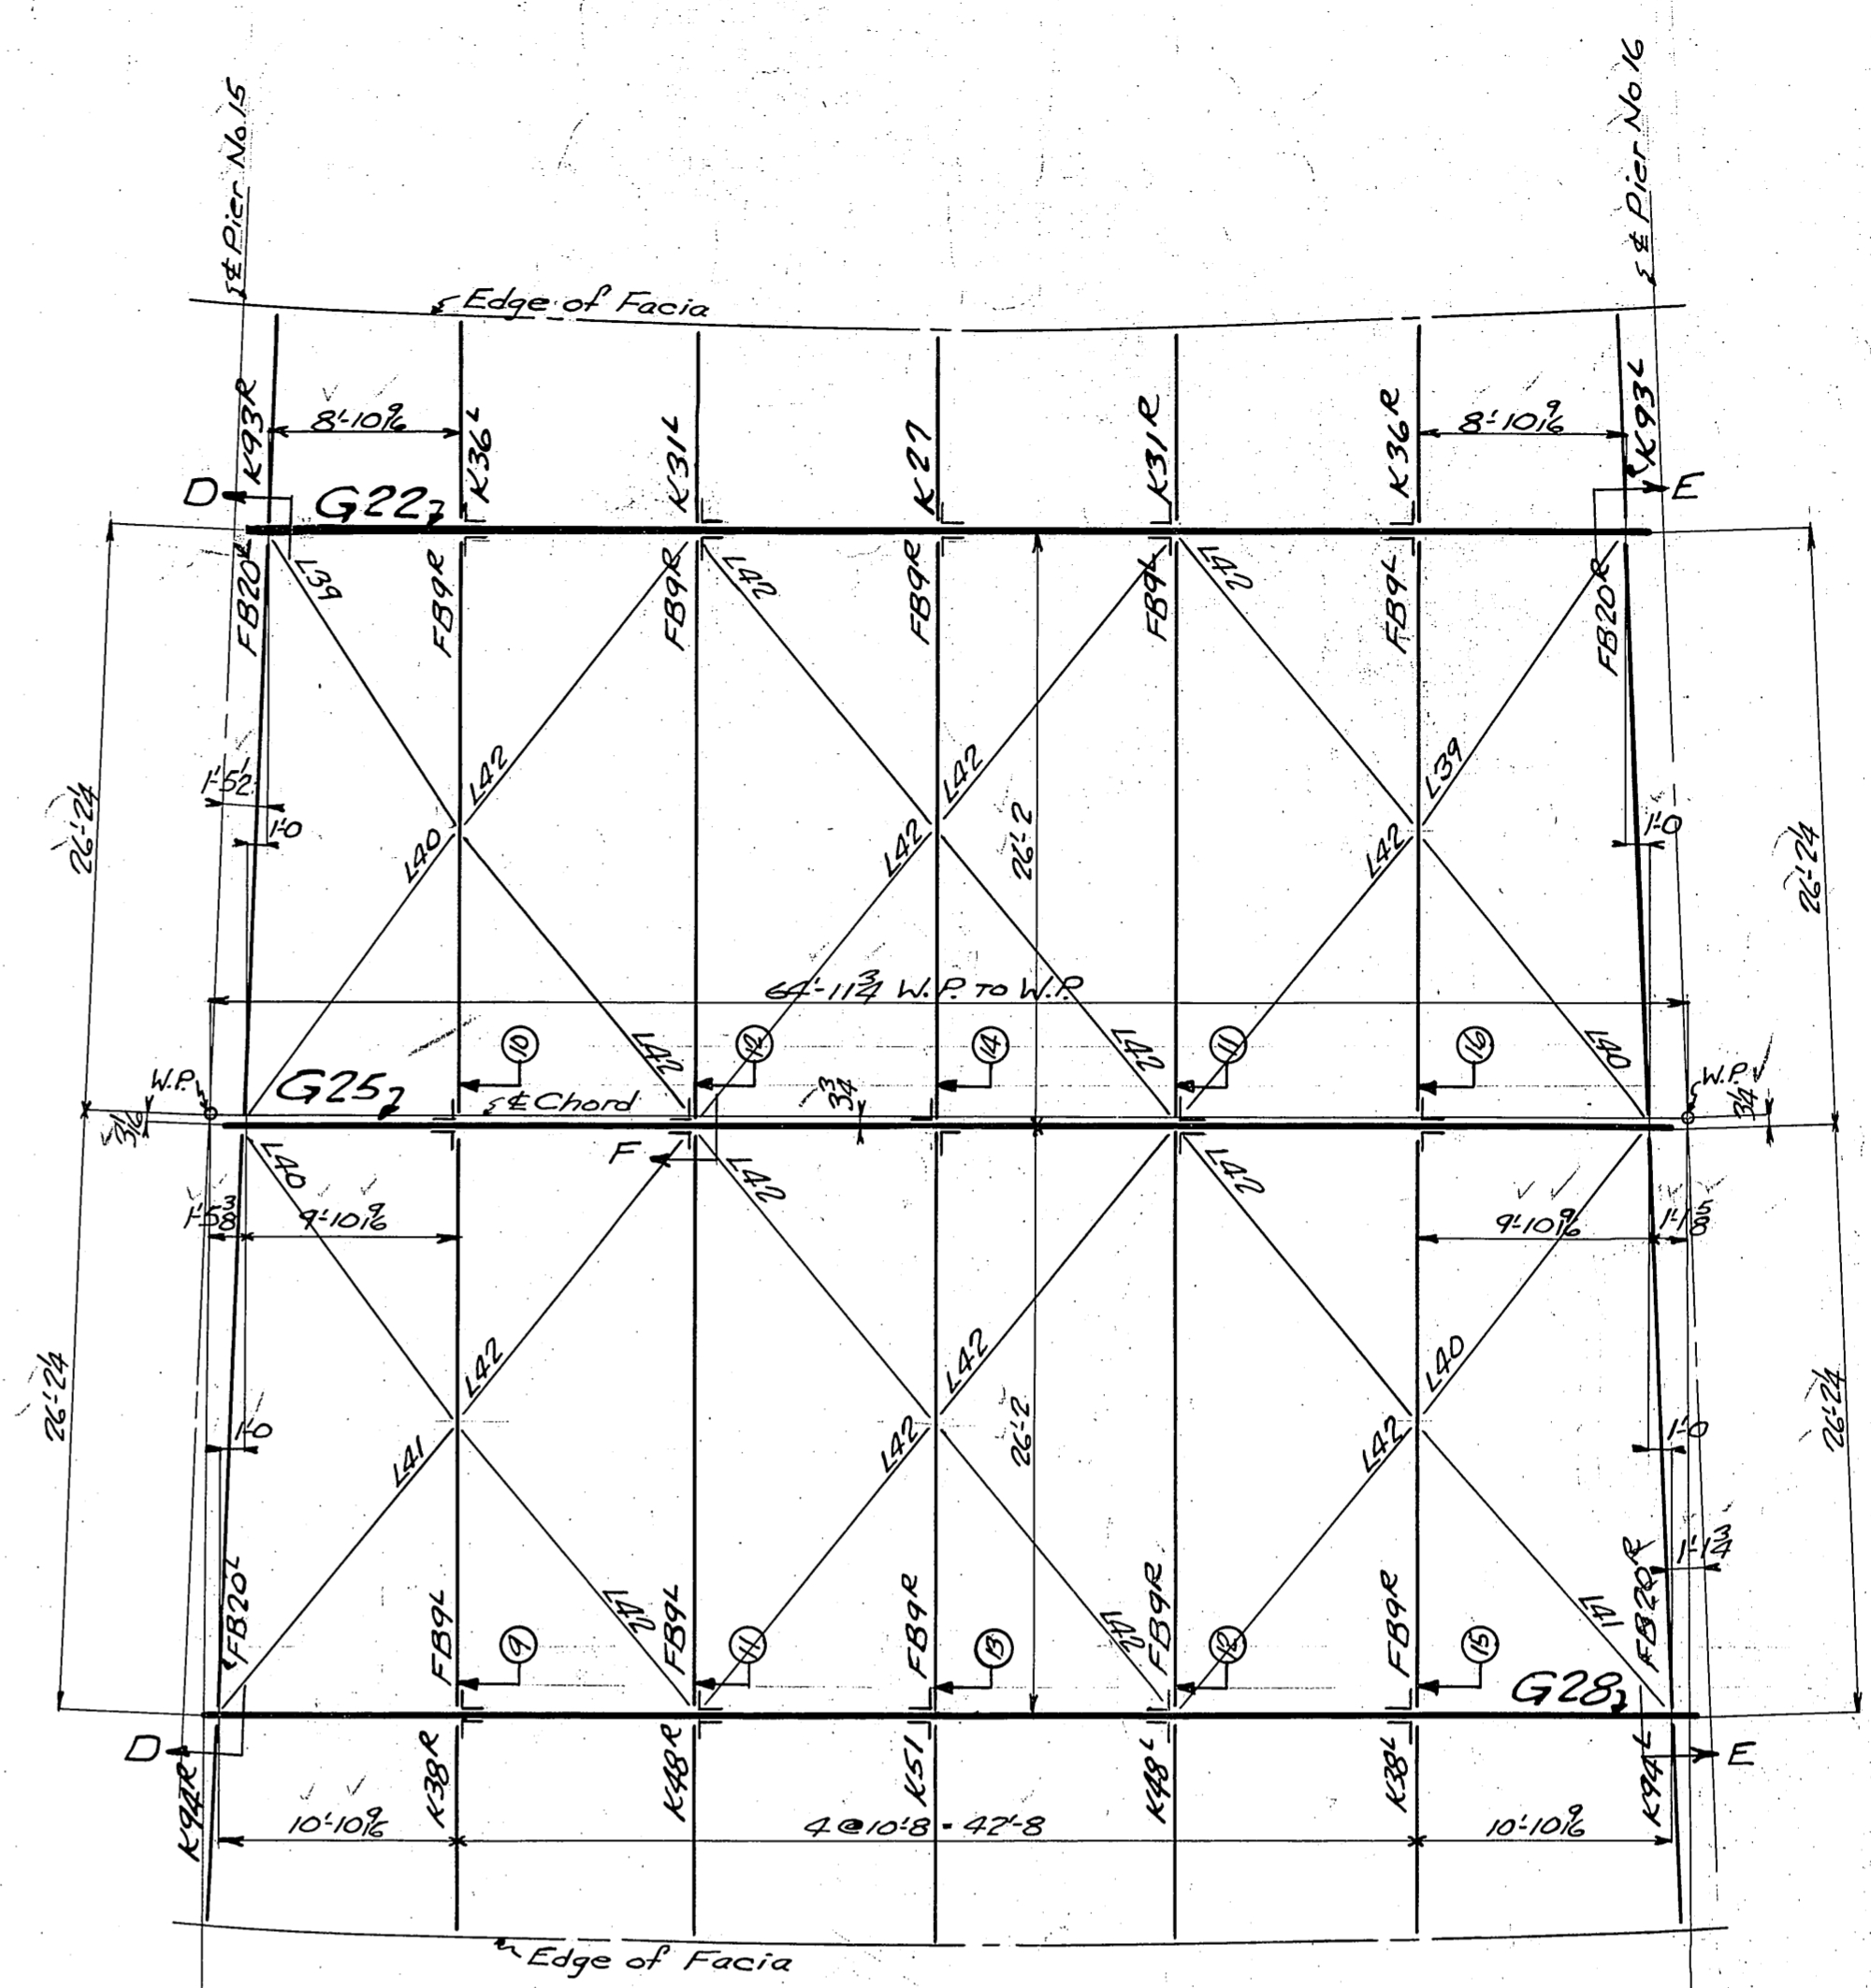 ℄ Pier No.15
℄ Pier No.16
Edge of Facia
K93R
8'-10 9/16
K36L
K31L
K27
K31R
K36R
8'-10 9/16
K93L
D
G22
E
FB20L
L39
FB9R
FB9R
L42
FB9R
FB9L
L42
FB9L
FB20R
1'-5 1/2
1'-0
L42
L42
L39
1'-0
26'-2 1/4
L40
L42
26'-2
L42
26'-2 1/4
64'-11 3/4 W.P. TO W.P.
10
12
14
11
16
L42
L42
L40
W.P.
G25
℄ Chord
3/4
W.P.
3/4
F
L40
L42
L42
1'-5 3/8
9'-10 9/16
9'-10 9/16
1'-1 5/8
L42
L42
L40
26'-2 1/4
1'-0
L41
L42
26'-2
L42
1'-0
26'-2 1/4
1'-1 3/4
FB20L
FB9L
L42
FB9L
FB9R
L42
FB9R
FB9R
L41
FB20R
9
11
13
12
15
G28
D
E
K94R
K38R
K48R
K51
K48L
K38L
K94L
10'-10 9/16
4@10'-8 = 42'-8
10'-10 9/16
Edge of Facia